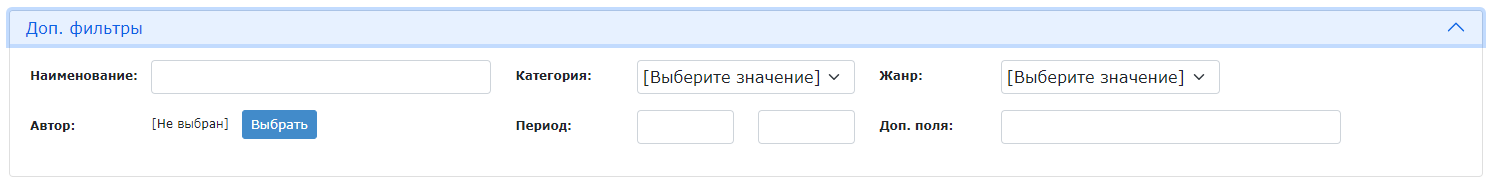 Доп. фильтры
Наименование: Категория: [Выберите значение] Жанр: [Выберите значение]
Автор: [Не выбран] Выбрать Период: Доп. поля: